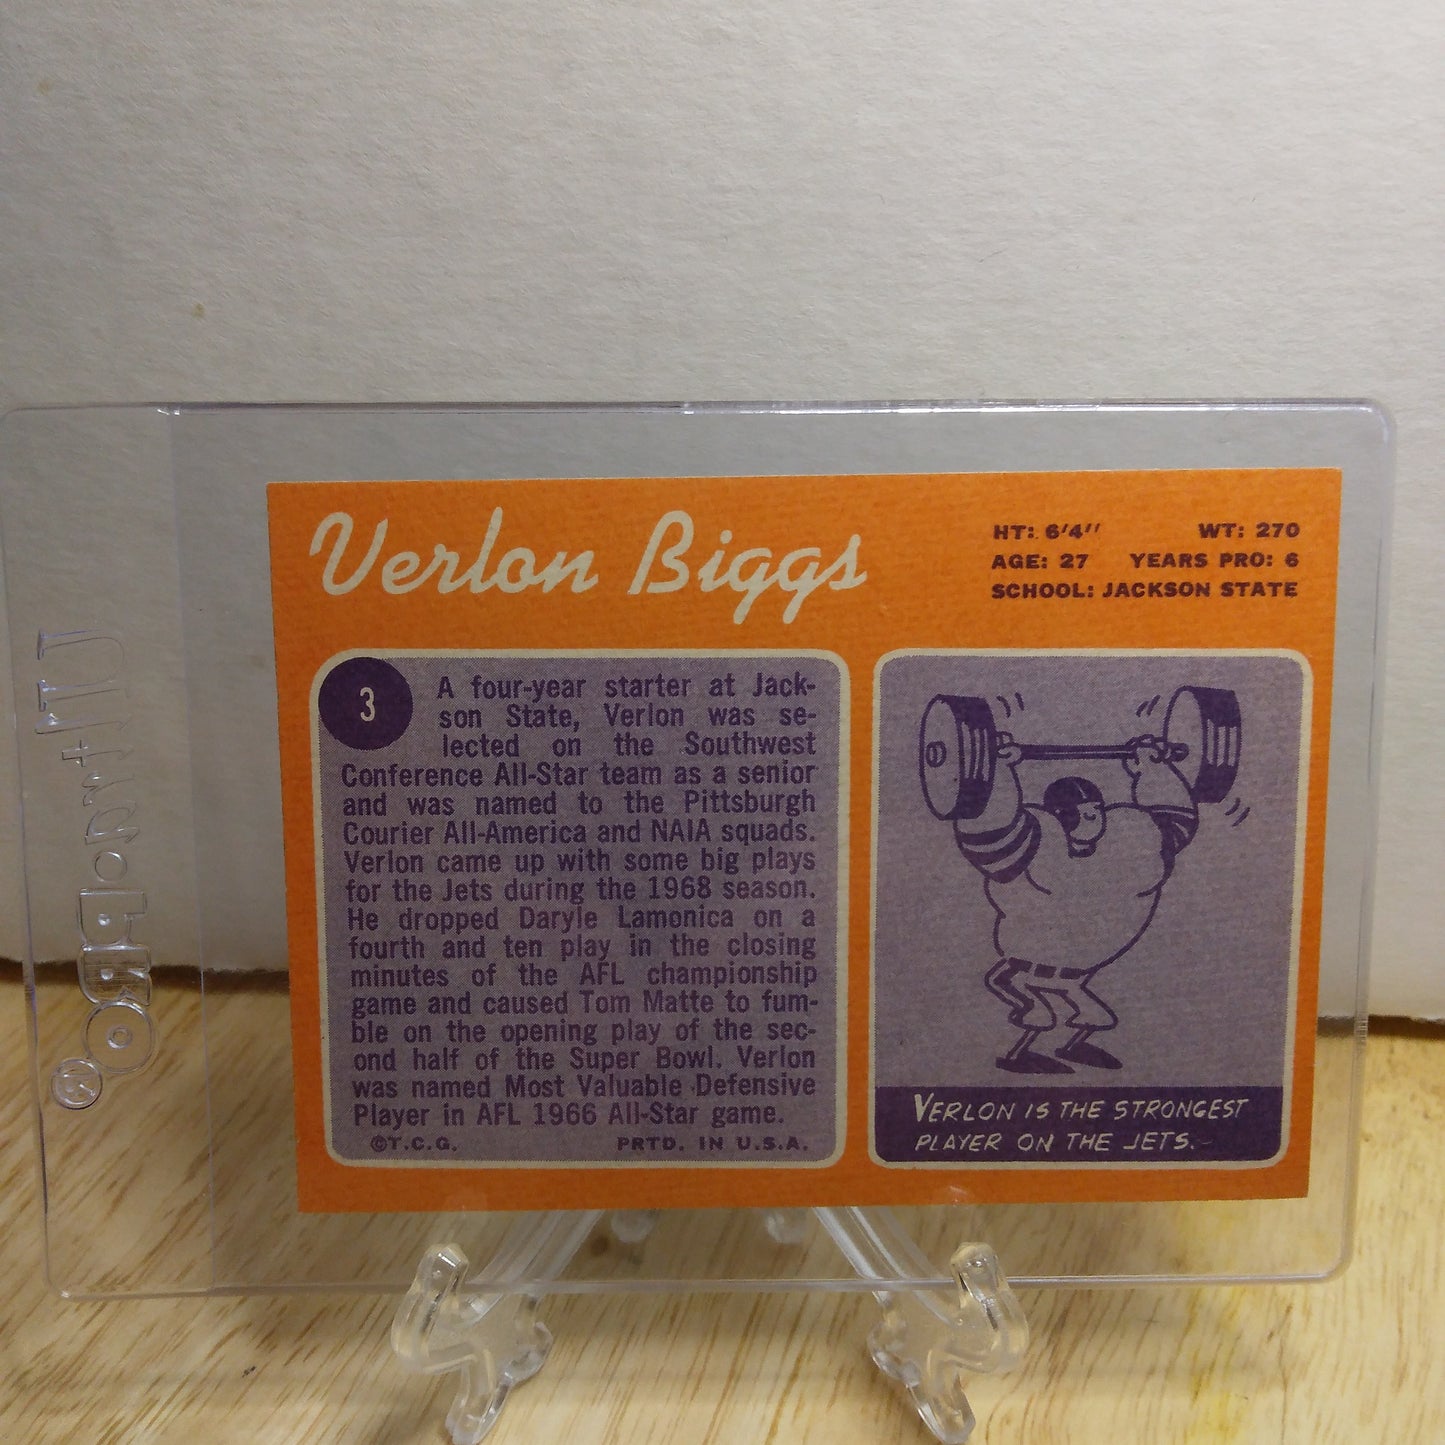 Verlon Biggs
HT: 6'4" WT: 270
AGE: 27 YEARS PRO: 6
SCHOOL: JACKSON STATE
3
A four-year starter at Jack-
son State, Verlon was se-
lected on the Southwest
Conference All-Star team as a senior
and was named to the Pittsburgh
Courier All-America and NAIA squads.
Verlon came up with some big plays
for the Jets during the 1968 season.
He dropped Daryle Lamonica on a
fourth and ten play in the closing
minutes of the AFL championship
game and caused Tom Matte to fum-
ble on the opening play of the sec-
ond half of the Super Bowl. Verlon
was named Most Valuable Defensive
Player in AFL 1966 All-Star game.
©T.C.G. PRTD. IN U.S.A.
VERLON IS THE STRONGEST
PLAYER ON THE JETS.